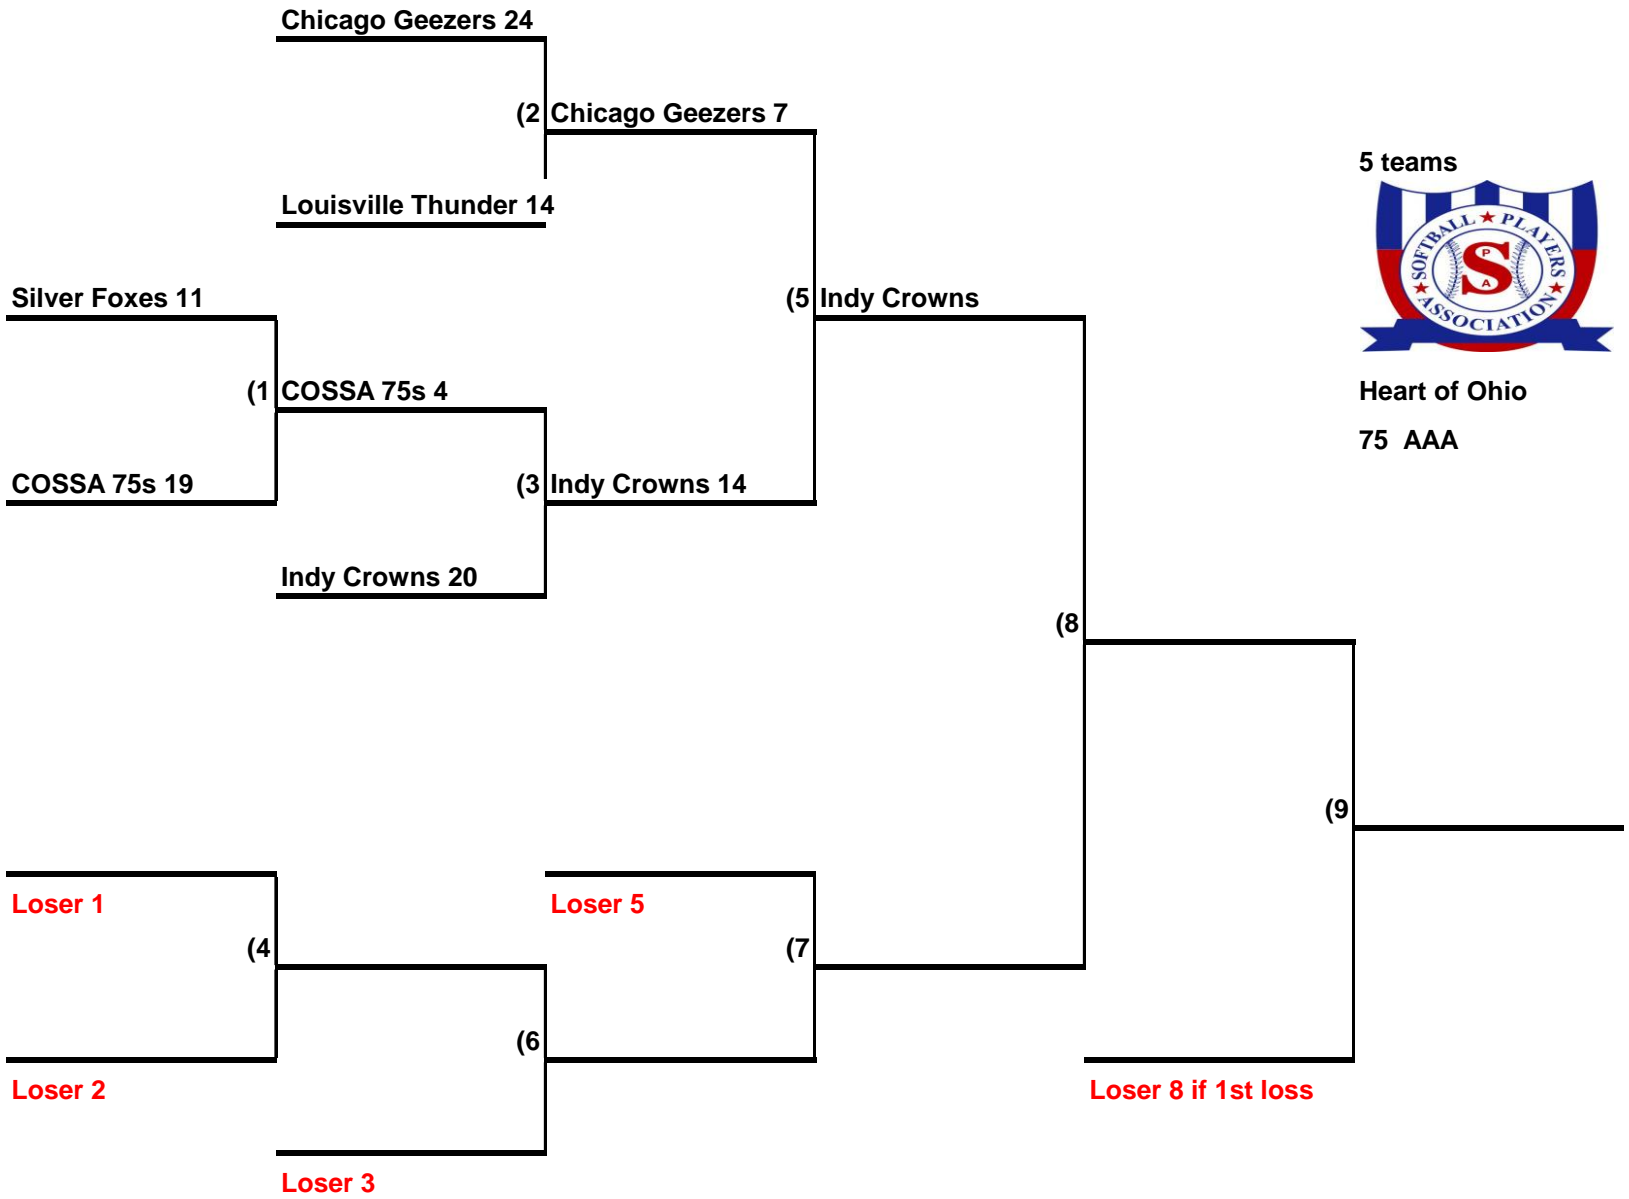 Chicago Geezers 24
(2 Chicago Geezers 7
5 teams
Louisville Thunder 14
SOFTBALL ★ PLAYERS ★ ASSOCIATION ★
S
P
A
Silver Foxes 11
(5 Indy Crowns
(1 COSSA 75s 4
Heart of Ohio
75 AAA
COSSA 75s 19
(3 Indy Crowns 14
Indy Crowns 20
(8
(9
Loser 1
Loser 5
(4
(7
(6
Loser 2
Loser 8 if 1st loss
Loser 3